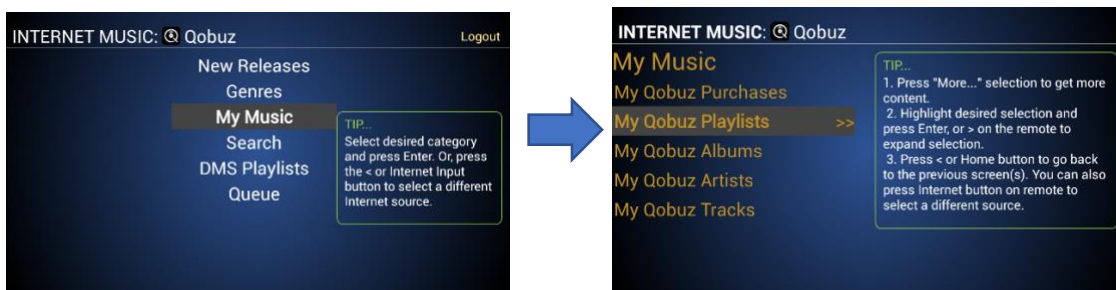 INTERNET MUSIC: Qobuz
Logout
New Releases
Genres
My Music
Search
DMS Playlists
Queue
TIP...
Select desired category
and press Enter. Or, press
the < or Internet Input
button to select a different
Internet source.
INTERNET MUSIC: Qobuz
My Music
My Qobuz Purchases
My Qobuz Playlists >>
My Qobuz Albums
My Qobuz Artists
My Qobuz Tracks
TIP...
1. Press "More..." selection to get more
content.
2. Highlight desired selection and
press Enter, or > on the remote to
expand selection.
3. Press < or Home button to go back
to the previous screen(s). You can also
press Internet button on remote to
select a different source.